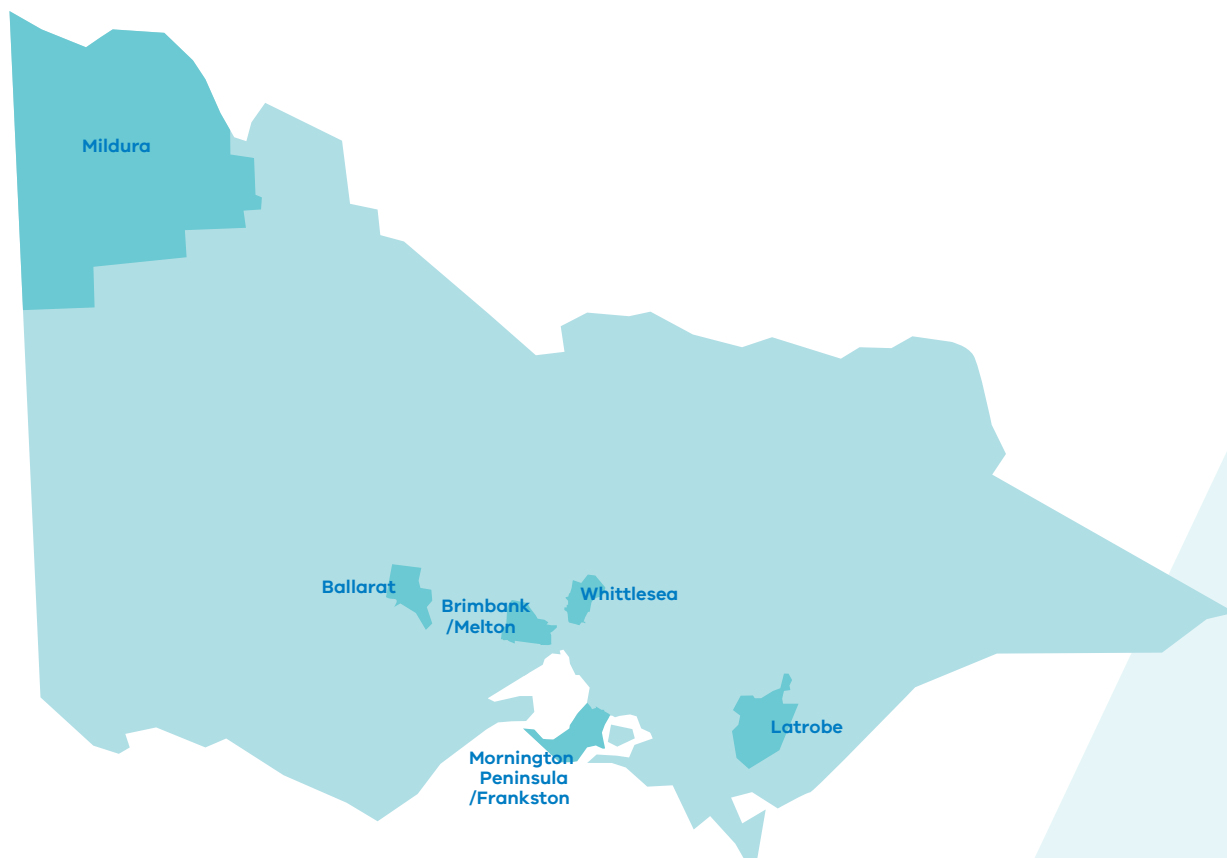 Mildura
Ballarat
Brimbank
/Melton
Whittlesea
Latrobe
Mornington
Peninsula
/Frankston